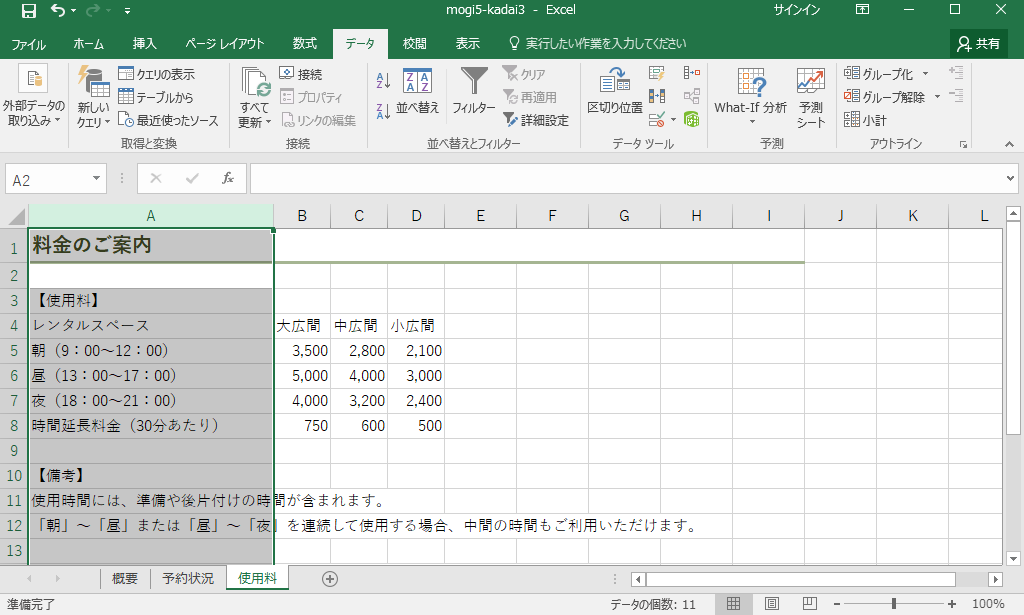 mogi5-kadai3 - Excel
サインイン
ファイル ホーム 挿入 ページ レイアウト 数式 データ 校閲 表示 実行したい作業を入力してください 共有
外部データの
取り込み
新しい
クエリ
クエリの表示
テーブルから
最近使ったソース
取得と変換
すべて
更新
接続
プロパティ
リンクの編集
接続
並べ替え
フィルター
クリア
再適用
詳細設定
並べ替えとフィルター
区切り位置
データ ツール
What-If 分析
予測
シート
予測
グループ化
グループ解除
小計
アウトライン
A2
fx
A B C D E F G H I J K L
1 料金のご案内
2
3 【使用料】
4 レンタルスペース 大広間 中広間 小広間
5 朝（9：00～12：00） 3,500 2,800 2,100
6 昼（13：00～17：00） 5,000 4,000 3,000
7 夜（18：00～21：00） 4,000 3,200 2,400
8 時間延長料金（30分あたり） 750 600 500
9
10 【備考】
11 使用時間には、準備や後片付けの時間が含まれます。
12 「朝」～「昼」または「昼」～「夜」を連続して使用する場合、中間の時間もご利用いただけます。
13
概要 予約状況 使用料
準備完了 データの個数: 11 100%